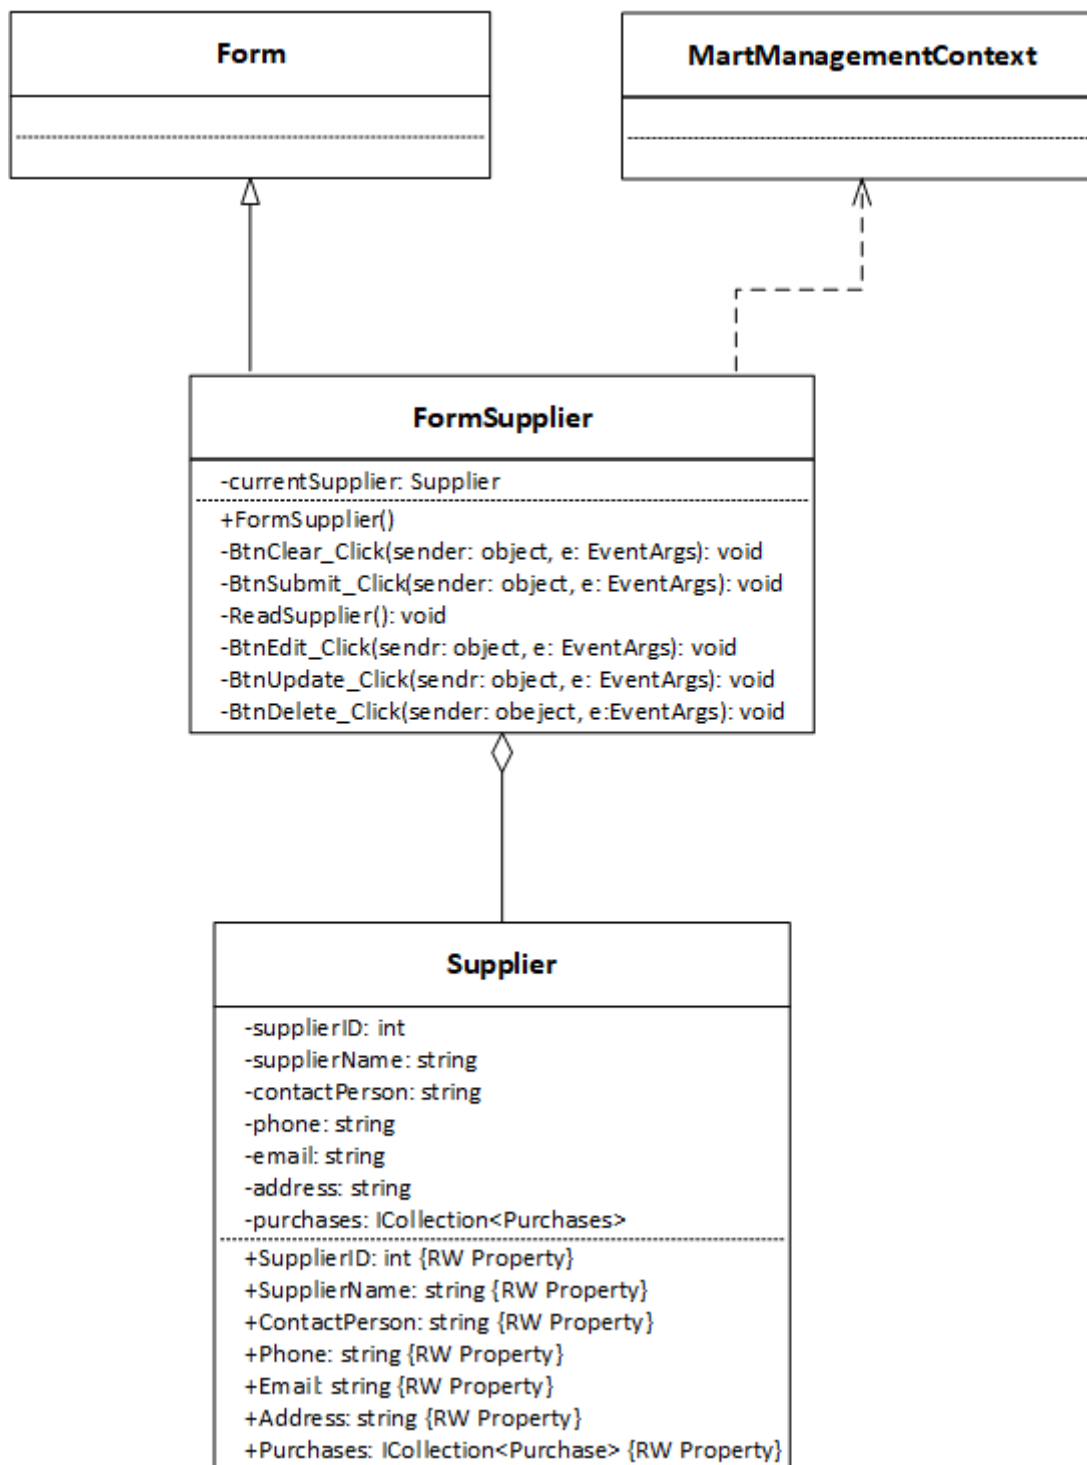 Form
MartManagementContext
FormSupplier
-currentSupplier: Supplier
+FormSupplier()
-BtnClear_Click(sender: object, e: EventArgs): void
-BtnSubmit_Click(sender: object, e: EventArgs): void
-ReadSupplier(): void
-BtnEdit_Click(sendr: object, e: EventArgs): void
-BtnUpdate_Click(sendr: object, e: EventArgs): void
-BtnDelete_Click(sender: obeject, e:EventArgs): void
Supplier
-supplierID: int
-supplierName: string
-contactPerson: string
-phone: string
-email: string
-address: string
-purchases: ICollection<Purchases>
+SupplierID: int {RW Property}
+SupplierName: string {RW Property}
+ContactPerson: string {RW Property}
+Phone: string {RW Property}
+Email: string {RW Property}
+Address: string {RW Property}
+Purchases: ICollection<Purchase> {RW Property}